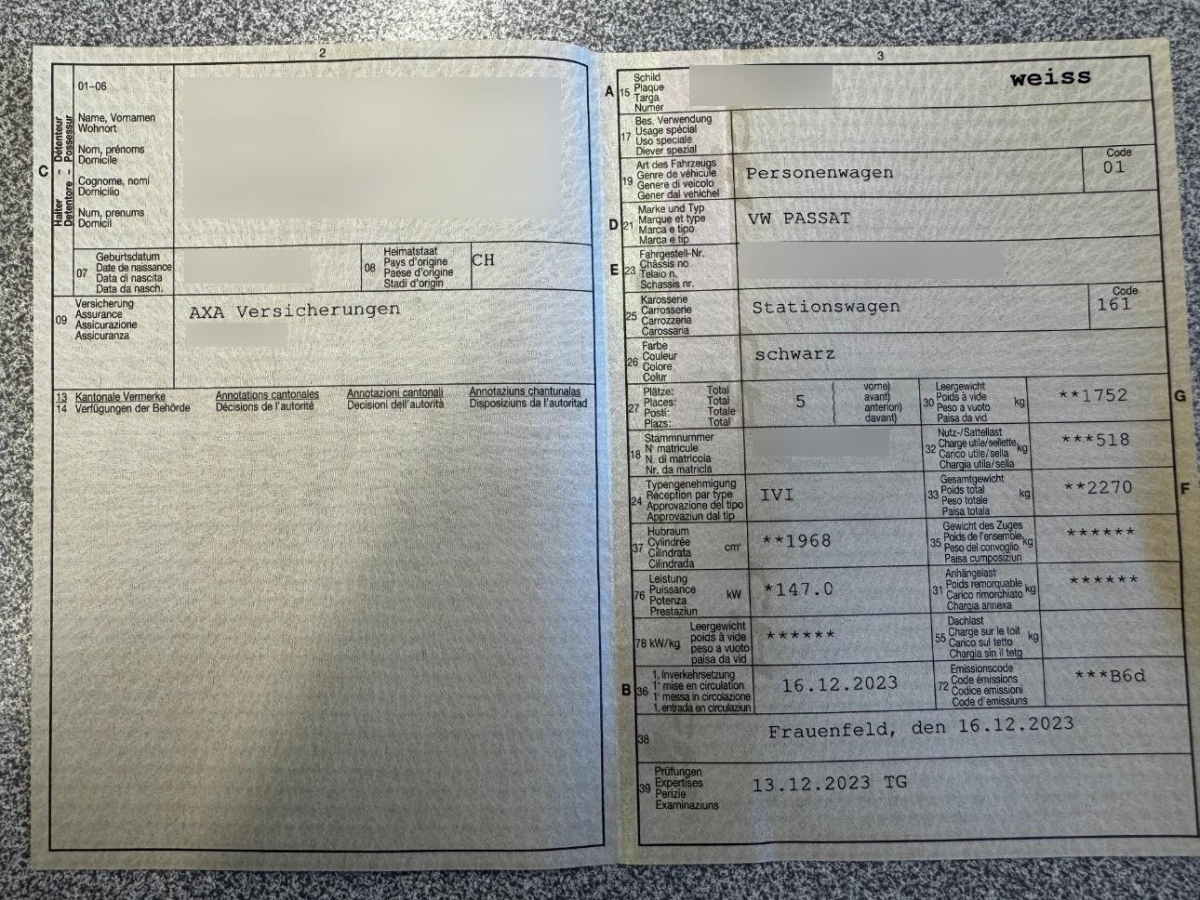 2
C
Halter - Détenteur
Detentore - Possessur
01-06
Name, Vornamen
Wohnort
Nom, prénoms
Domicile
Cognome, nomi
Domicilio
Num, prenums
Domicil
07
Geburtsdatum
Date de naissance
Data di nascita
Data da nasch.
08
Heimatstaat
Pays d'origine
Paese d'origine
Stadi d'origin
CH
09
Versicherung
Assurance
Assicurazione
Assicuranza
AXA Versicherungen
13 Kantonale Vermerke Annotations cantonales Annotazioni cantonali Annotaziuns chantunalas
14 Verfügungen der Behörde Décisions de l'autorité Decisioni dell'autorità Disposiziuns da l'autoritad
3
A
15
Schild
Plaque
Targa
Numer
weiss
17
Bes. Verwendung
Usage spécial
Uso speciale
Diever spezial
19
Art des Fahrzeugs
Genre de véhicule
Genere di veicolo
Gener dal vehichel
Personenwagen
Code
01
D
21
Marke und Typ
Marque et type
Marca e tipo
Marca e tip
VW PASSAT
E
23
Fahrgestell-Nr.
Châssis no
Telaio n.
Schassis nr.
25
Karosserie
Carrosserie
Carrozzeria
Carossaria
Stationswagen
Code
161
26
Farbe
Couleur
Colore
Colur
schwarz
27
Plätze: Total
Places: Total
Posti: Totale
Plazs: Total
5
( vorne)
avant)
anteriori)
( davant)
30
Leergewicht
Poids à vide
Peso a vuoto
Paisa da vid
kg
**1752
G
18
Stammnummer
N° matricule
N. di matricola
Nr. da matricla
32
Nutz-/Sattellast
Charge utile/sellette
Carico utile/sella
Chargia utila/sella
kg
***518
24
Typengenehmigung
Réception par type
Approvazione del tipo
Approvaziun dal tip
IVI
33
Gesamtgewicht
Poids total
Peso totale
Paisa totala
kg
**2270
F
37
Hubraum
Cylindrée
Cilindrata
Cilindrada
cm³
**1968
35
Gewicht des Zuges
Poids de l'ensemble
Peso del convoglio
Paisa cumposiziun
kg
******
76
Leistung
Puissance
Potenza
Prestaziun
kW
*147.0
31
Anhängelast
Poids remorquable
Carico rimorchiato
Chargia annexa
kg
******
78 kW/kg
Leergewicht
poids à vide
peso a vuoto
paisa da vid
******
55
Dachlast
Charge sur le toit
Carico sul tetto
Chargia sin il tetg
kg
B
36
1. Inverkehrsetzung
1re mise en circulation
1a messa in circolazione
1. entrada en circulaziun
16.12.2023
72
Emissionscode
Code émissions
Codice emissioni
Code d'emissiuns
***B6d
38
Frauenfeld, den 16.12.2023
39
Prüfungen
Expertises
Perizie
Examinaziuns
13.12.2023 TG